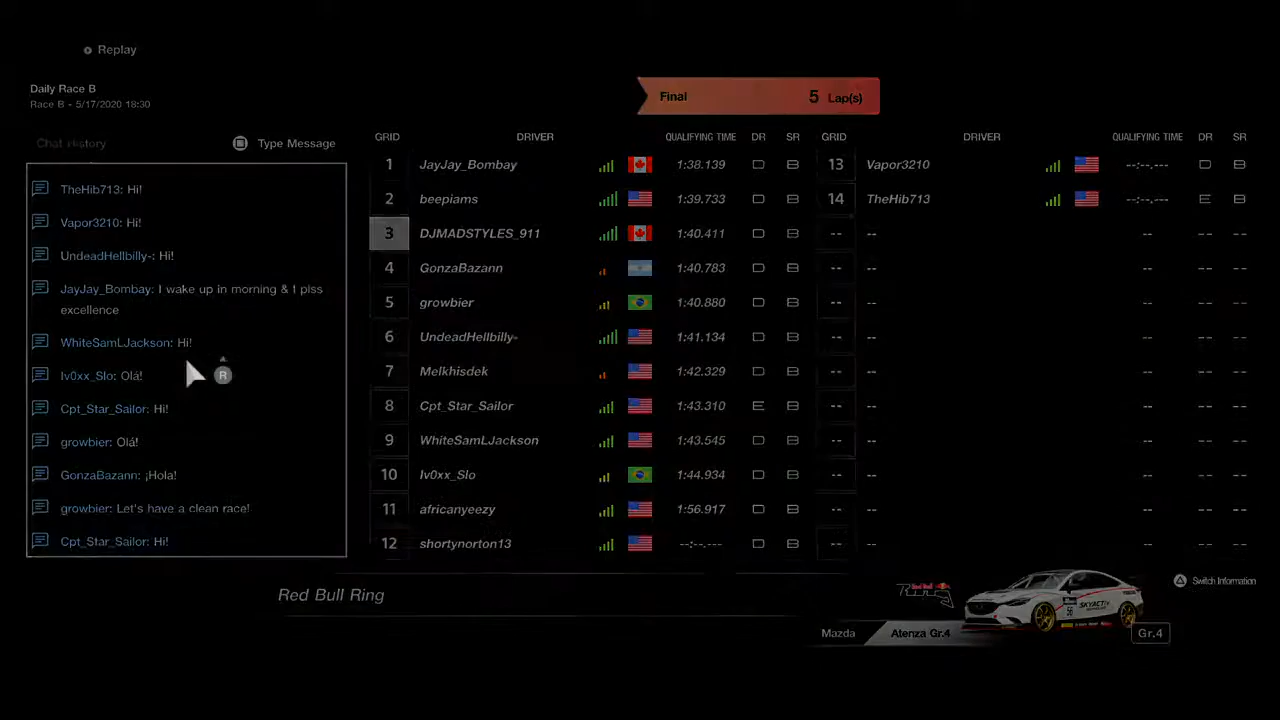 Replay
Daily Race B
Race B - 5/17/2020 18:30
Final 5 Lap(s)
Chat History Type Message
TheHib713: Hi!
Vapor3210: Hi!
UndeadHellbilly-: Hi!
JayJay_Bombay: I wake up in morning & I piss
excellence
WhiteSamLJackson: Hi!
R
Iv0xx_Slo: Olá!
Cpt_Star_Sailor: Hi!
growbier: Olá!
GonzaBazann: ¡Hola!
growbier: Let's have a clean race!
Cpt_Star_Sailor: Hi!
GRID DRIVER QUALIFYING TIME DR SR
1 JayJay_Bombay 1:38.139 D B
2 beepiams 1:39.733 D B
3 DJMADSTYLES_911 1:40.411 D B
4 GonzaBazann 1:40.783 D B
5 growbier 1:40.880 D B
6 UndeadHellbilly- 1:41.134 D B
7 Melkhisdek 1:42.329 D B
8 Cpt_Star_Sailor 1:43.310 E B
9 WhiteSamLJackson 1:43.545 D B
10 Iv0xx_Slo 1:44.934 D B
11 africanyeezy 1:56.917 D B
12 shortynorton13 --:--.--- D B
GRID DRIVER QUALIFYING TIME DR SR
13 Vapor3210 --:--.--- D B
14 TheHib713 --:--.--- E B
-- -- -- -- --
-- -- -- -- --
-- -- -- -- --
-- -- -- -- --
-- -- -- -- --
-- -- -- -- --
-- -- -- -- --
-- -- -- -- --
-- -- -- -- --
-- -- -- -- --
Red Bull Ring
Switch Information
SKYACTIV
56
Mazda Atenza Gr.4 Gr.4